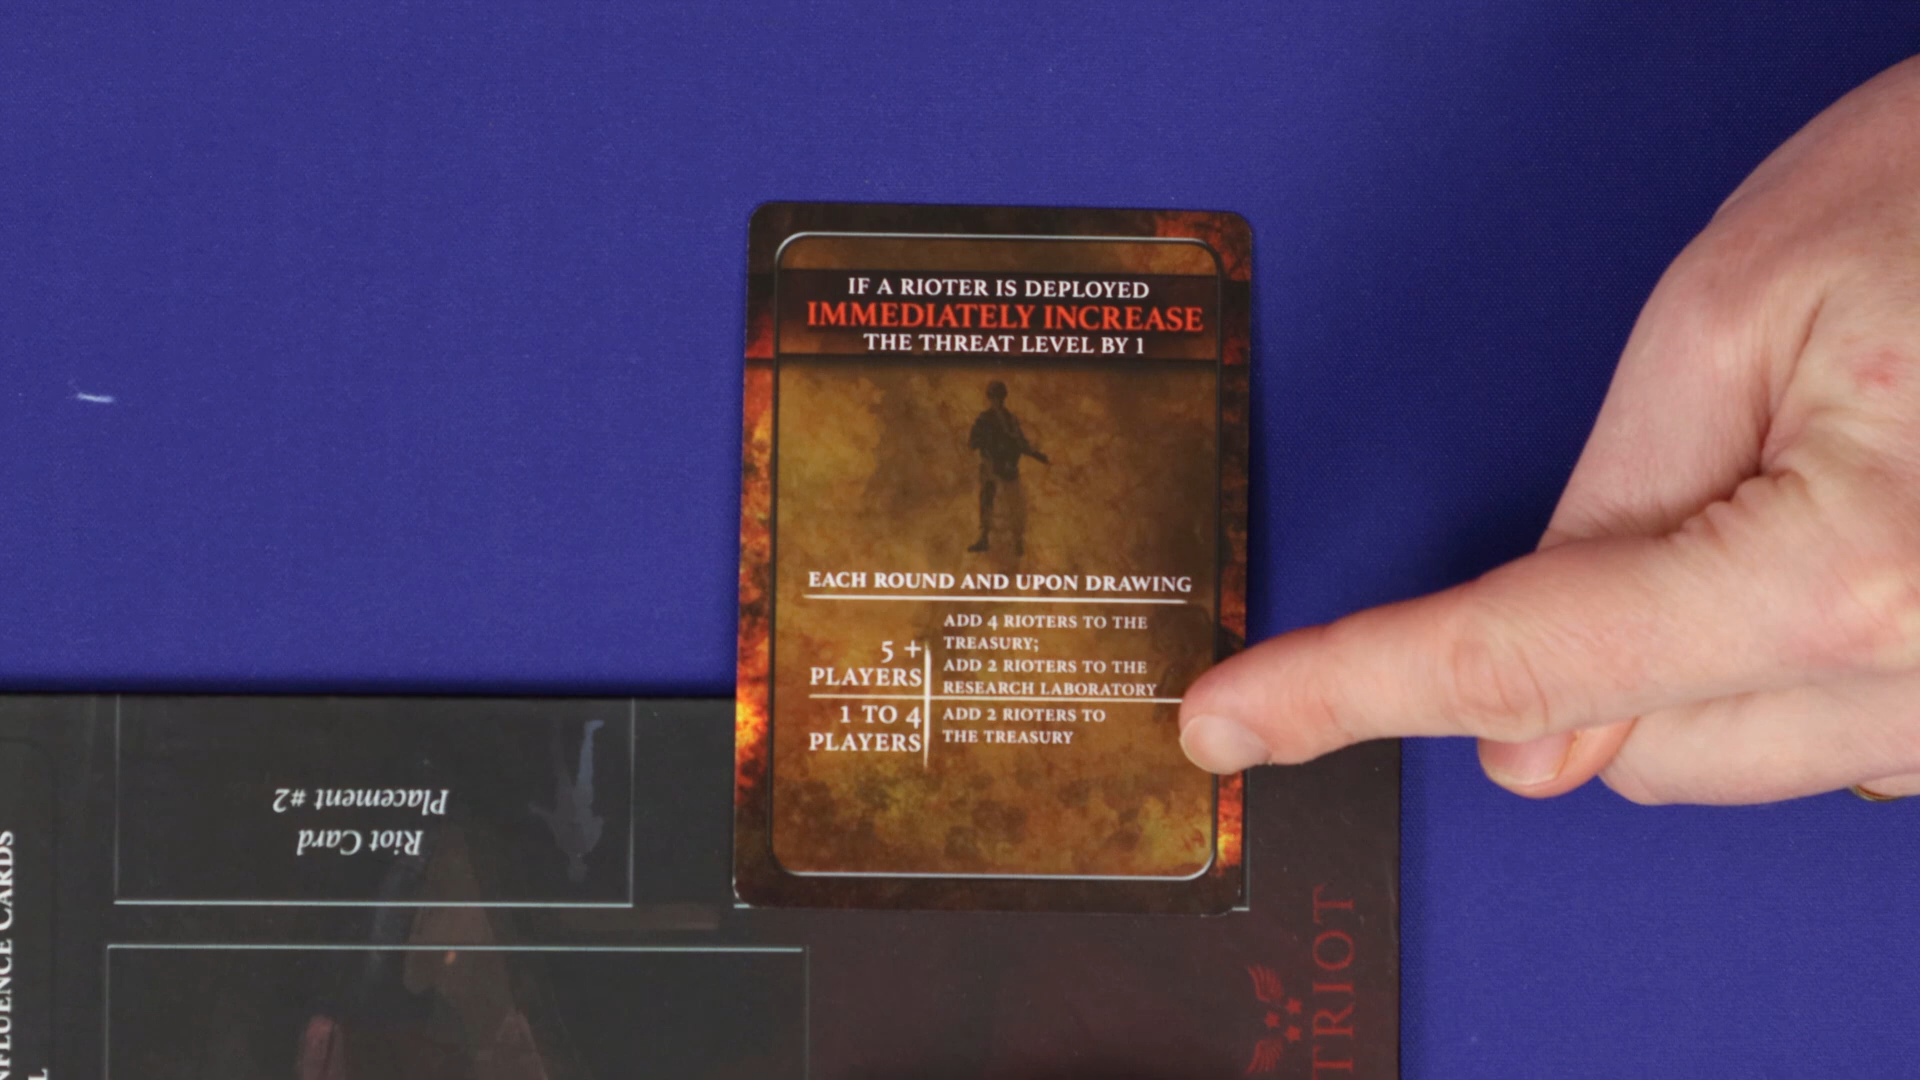 IF A RIOTER IS DEPLOYED
IMMEDIATELY INCREASE
THE THREAT LEVEL BY 1
EACH ROUND AND UPON DRAWING
5 +
PLAYERS
ADD 4 RIOTERS TO THE
TREASURY;
ADD 2 RIOTERS TO THE
RESEARCH LABORATORY
1 TO 4
PLAYERS
ADD 2 RIOTERS TO
THE TREASURY
Riot Card
Placement #2
CARDS
TRIOT